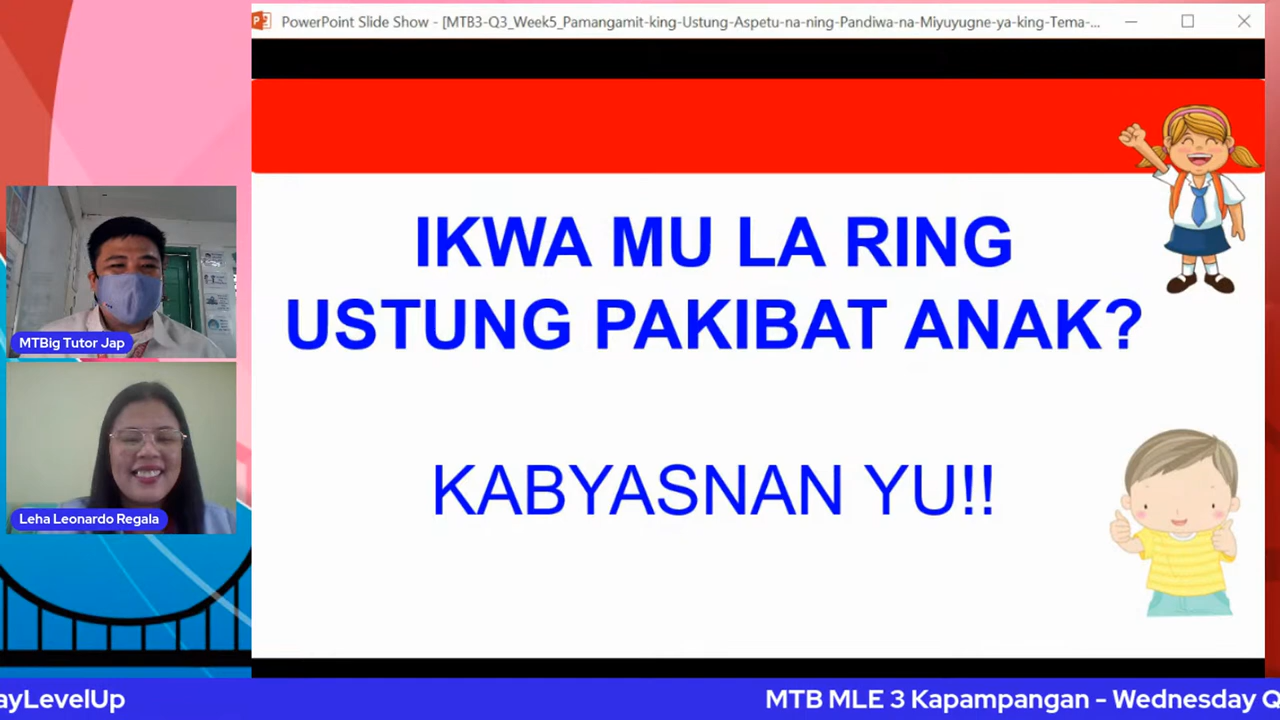 PowerPoint Slide Show - [MTB3-Q3_Week5_Pamangamit-king-Ustung-Aspetu-na-ning-Pandiwa-na-Miyuyugne-ya-king-Tema-...
IKWA MU LA RING
USTUNG PAKIBAT ANAK?
KABYASNAN YU!!
MTBig Tutor Jap
Leha Leonardo Regala
ayLevelUp
MTB MLE 3 Kapampangan - Wednesday Q